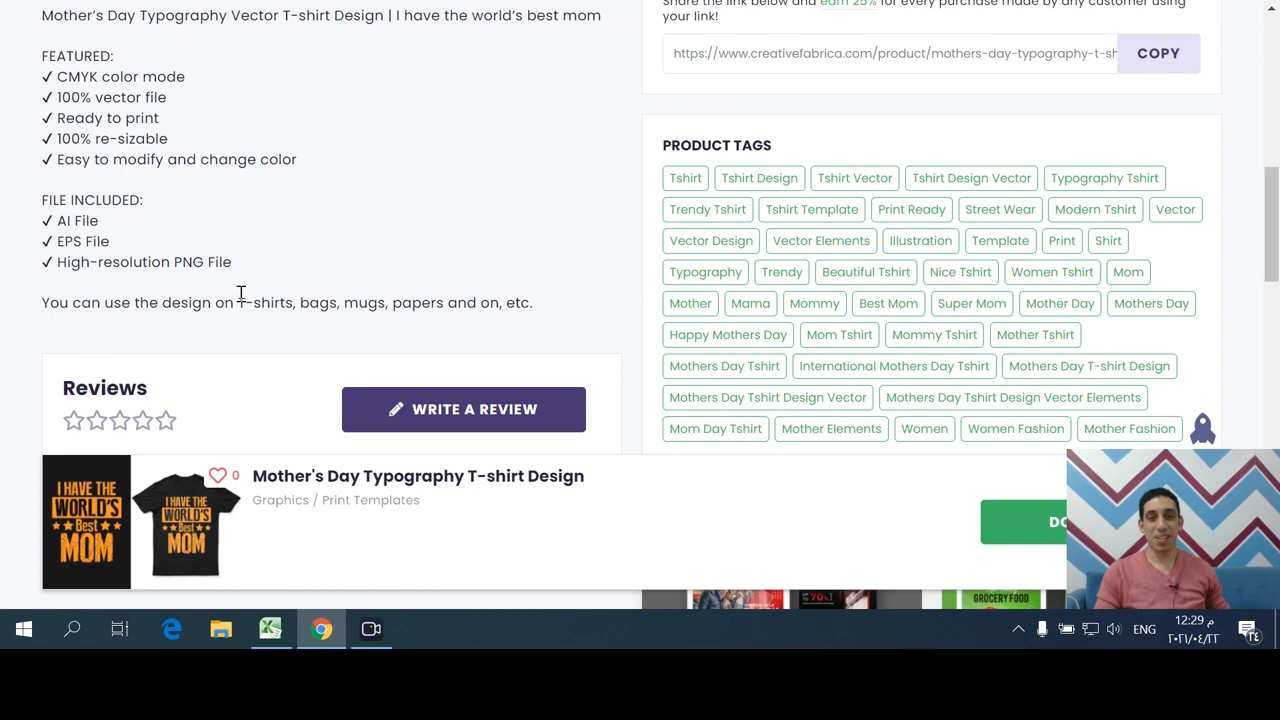 Mother’s Day Typography Vector T-shirt Design | I have the world’s best mom
FEATURED:
✓ CMYK color mode
✓ 100% vector file
✓ Ready to print
✓ 100% re-sizable
✓ Easy to modify and change color
FILE INCLUDED:
✓ AI File
✓ EPS File
✓ High-resolution PNG File
You can use the design on T-shirts, bags, mugs, papers and on, etc.
Reviews
WRITE A REVIEW
Share the link below and earn 25% for every purchase made by any customer using
your link!
https://www.creativefabrica.com/product/mothers-day-typography-t-sh
COPY
PRODUCT TAGS
Tshirt Tshirt Design Tshirt Vector Tshirt Design Vector Typography Tshirt
Trendy Tshirt Tshirt Template Print Ready Street Wear Modern Tshirt Vector
Vector Design Vector Elements Illustration Template Print Shirt
Typography Trendy Beautiful Tshirt Nice Tshirt Women Tshirt Mom
Mother Mama Mommy Best Mom Super Mom Mother Day Mothers Day
Happy Mothers Day Mom Tshirt Mommy Tshirt Mother Tshirt
Mothers Day Tshirt International Mothers Day Tshirt Mothers Day T-shirt Design
Mothers Day Tshirt Design Vector Mothers Day Tshirt Design Vector Elements
Mom Day Tshirt Mother Elements Women Women Fashion Mother Fashion
I HAVE THE
WORLD'S
Best
MOM
I HAVE THE
WORLD'S
Best
MOM
0
Mother's Day Typography T-shirt Design
Graphics / Print Templates
DO
70%
GROCERY FOOD
ENG
12:29 م
٢٠٢١/٠٤/٢٢
٢٤